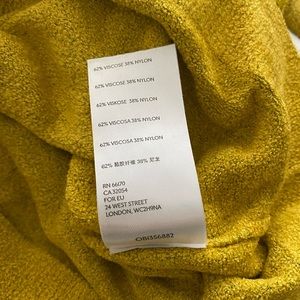 62% VISCOSE 38% NYLON
62% VISCOSE 38% NYLON
62% VISKOSE 38% NYLON
62% VISCOSA 38% NYLON
62% VISCOSA 38% NYLON
62% 粘胶纤维 38% 尼龙
RN 66170
CA 32054
FOR EU
24 WEST STREET
LONDON, WC2H9NA
OBI356882